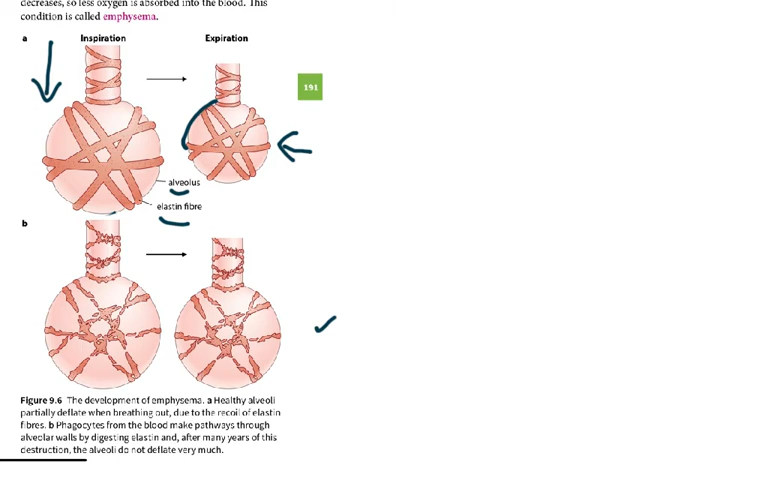 decreases, so less oxygen is absorbed into the blood. This
condition is called emphysema.
a
Inspiration
Expiration
191
alveolus
elastin fibre
b
Figure 9.6 The development of emphysema. a Healthy alveoli
partially deflate when breathing out, due to the recoil of elastin
fibres. b Phagocytes from the blood make pathways through
alveolar walls by digesting elastin and, after many years of this
destruction, the alveoli do not deflate very much.